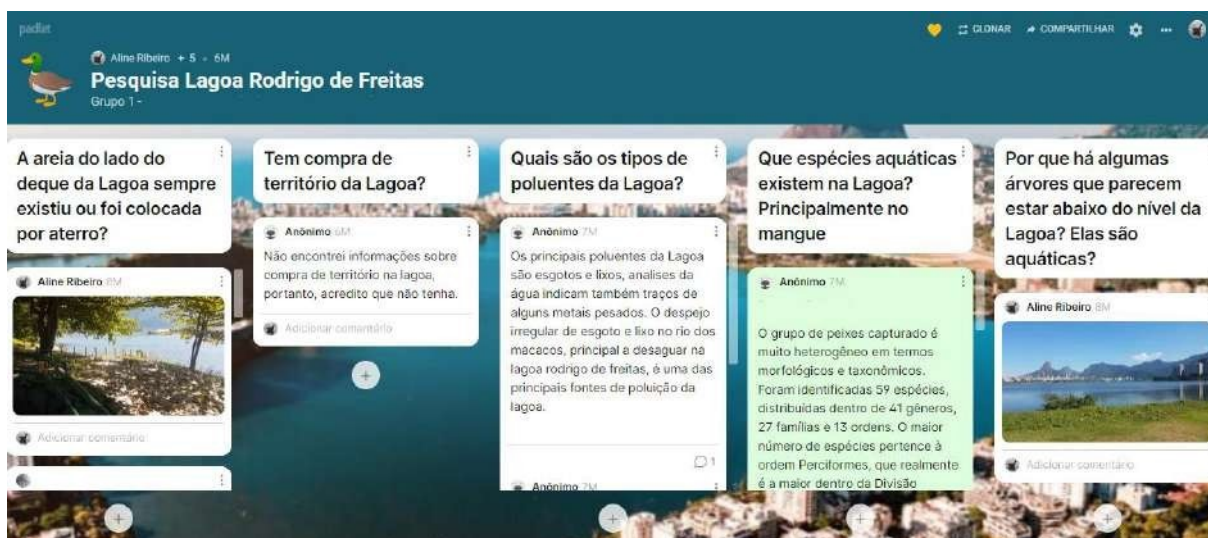 padlet
CLONAR
COMPARTILHAR
Aline Ribeiro + 5 • 6M
Pesquisa Lagoa Rodrigo de Freitas
Grupo 1 -
A areia do lado do
deque da Lagoa sempre
existiu ou foi colocada
por aterro?
Aline Ribeiro 8M
Adicionar comentário
Tem compra de
território da Lagoa?
Anônimo 6M
Não encontrei informações sobre
compra de território na lagoa,
portanto, acredito que não tenha.
Adicionar comentário
Quais são os tipos de
poluentes da Lagoa?
Anônimo 7M
Os principais poluentes da Lagoa
são esgotos e lixos, analises da
água indicam também traços de
alguns metais pesados. O despejo
irregular de esgoto e lixo no rio dos
macacos, principal a desaguar na
lagoa rodrigo de freitas, é uma das
principais fontes de poluição da
lagoa.
1
Anônimo 7M
Que espécies aquáticas
existem na Lagoa?
Principalmente no
mangue
Anônimo 7M
O grupo de peixes capturado é
muito heterogêneo em termos
morfológicos e taxonômicos.
Foram identificadas 59 espécies,
distribuídas dentro de 41 gêneros,
27 famílias e 13 ordens. O maior
número de espécies pertence à
ordem Perciformes, que realmente
é a maior dentro da Divisão
Por que há algumas
árvores que parecem
estar abaixo do nível da
Lagoa? Elas são
aquáticas?
Aline Ribeiro 8M
Adicionar comentário